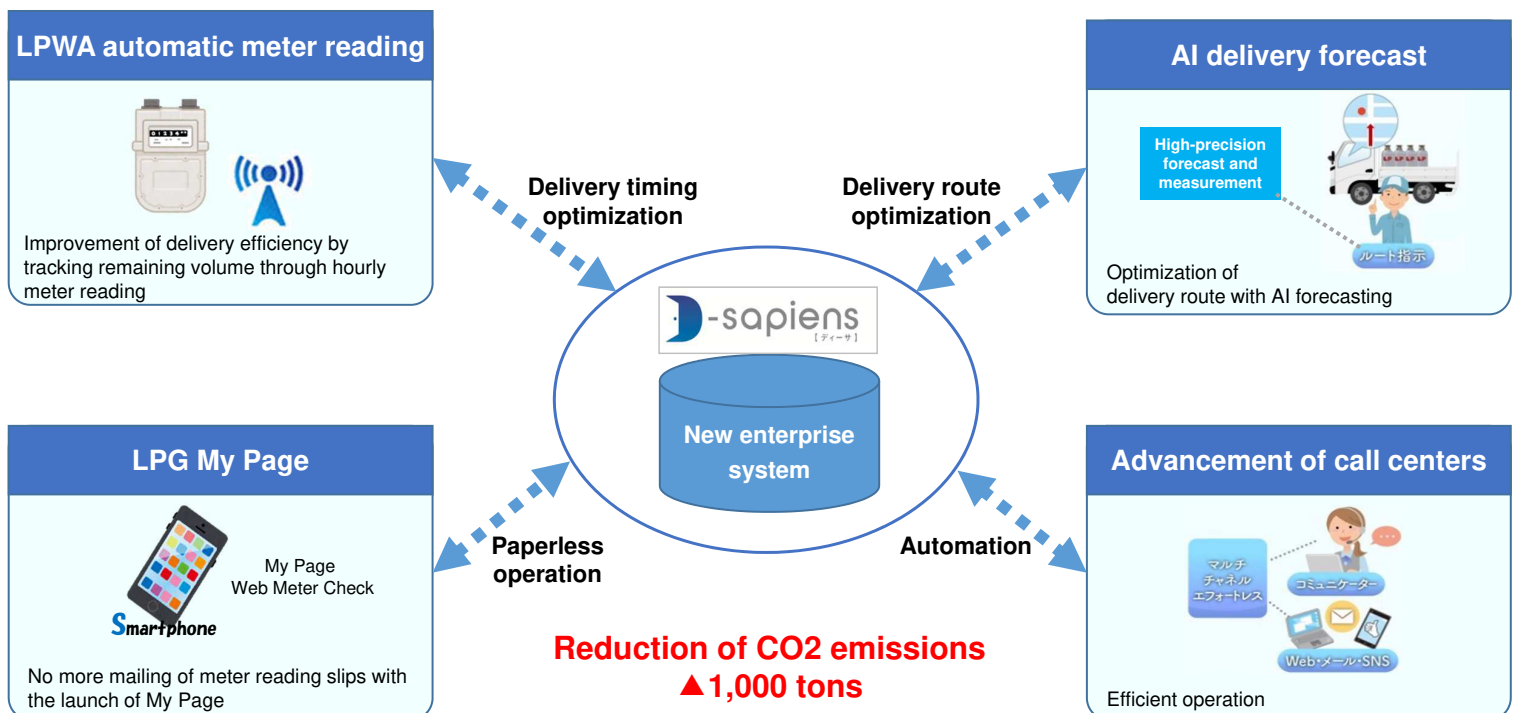 LPWA automatic meter reading
Improvement of delivery efficiency by
tracking remaining volume through hourly
meter reading
Delivery timing
optimization
Delivery route
optimization
AI delivery forecast
High-precision
forecast and
measurement
LP LP LP LP
ルート指示
Optimization of
delivery route with AI forecasting
D-sapiens
【ディーサ】
New enterprise
system
LPG My Page
My Page
Web Meter Check
Smartphone
No more mailing of meter reading slips with
the launch of My Page
Paperless
operation
Automation
Reduction of CO2 emissions
▲1,000 tons
Advancement of call centers
マルチ
チャネル
エフォートレス
コミュニケーター
Web・メール・SNS
Efficient operation